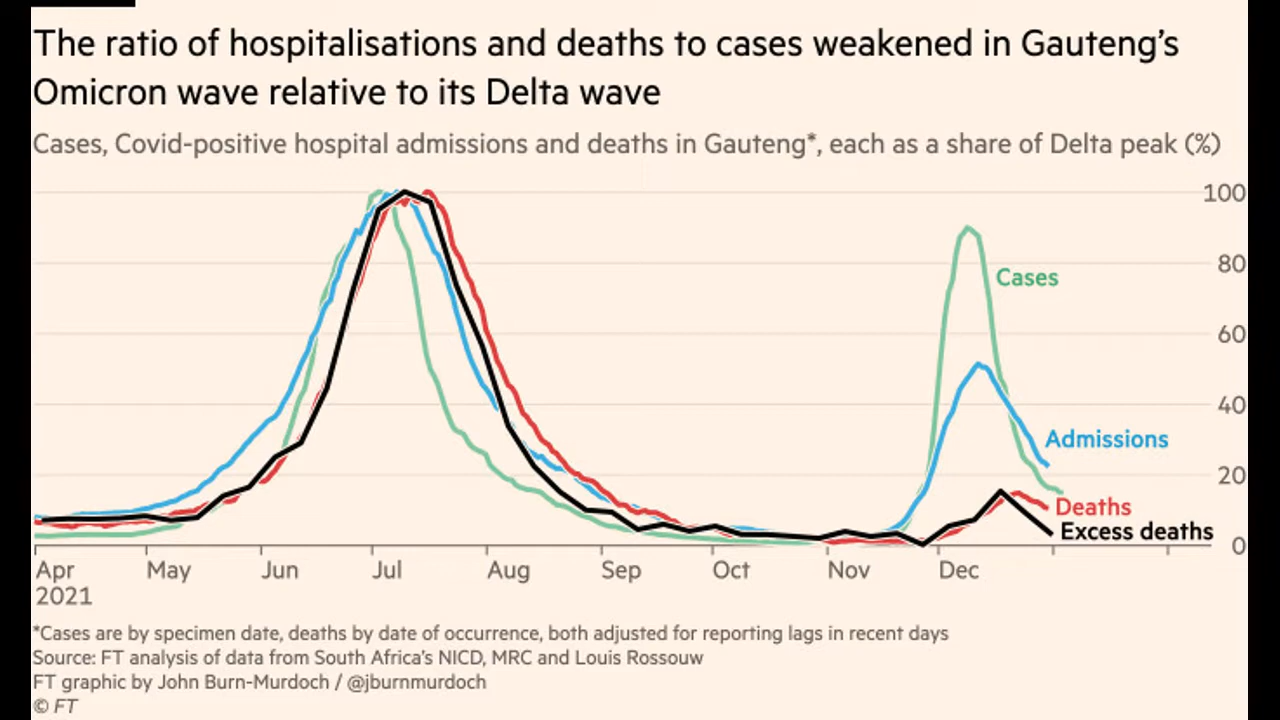 The ratio of hospitalisations and deaths to cases weakened in Gauteng’s
Omicron wave relative to its Delta wave
Cases, Covid-positive hospital admissions and deaths in Gauteng*, each as a share of Delta peak (%)
100
80
Cases
60
40
Admissions
20
Deaths
Excess deaths
0
Apr May Jun Jul Aug Sep Oct Nov Dec
2021
*Cases are by specimen date, deaths by date of occurrence, both adjusted for reporting lags in recent days
Source: FT analysis of data from South Africa’s NICD, MRC and Louis Rossouw
FT graphic by John Burn-Murdoch / @jburnmurdoch
© FT